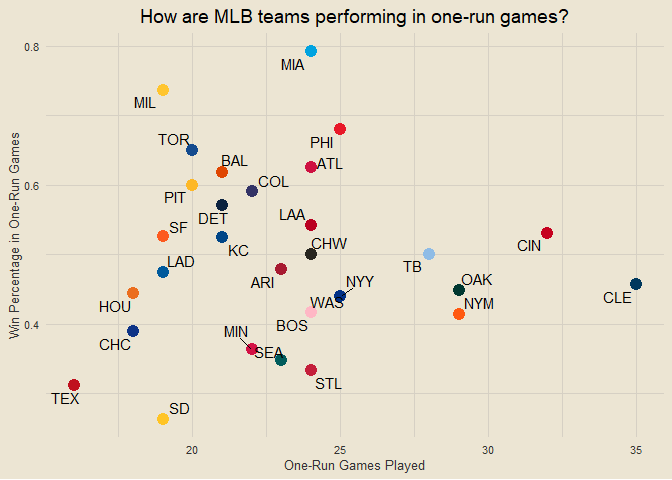 How are MLB teams performing in one-run games?
0.8
MIA
MIL
PHI
TOR
BAL
ATL
COL
PIT
0.6
DET
LAA
SF
KC
CHW
CIN
LAD
TB
ARI
NYY
OAK
HOU
WAS
CLE
NYM
BOS
0.4
MIN
CHC
SEA
STL
TEX
SD
Win Percentage in One-Run Games
20
25
30
35
One-Run Games Played